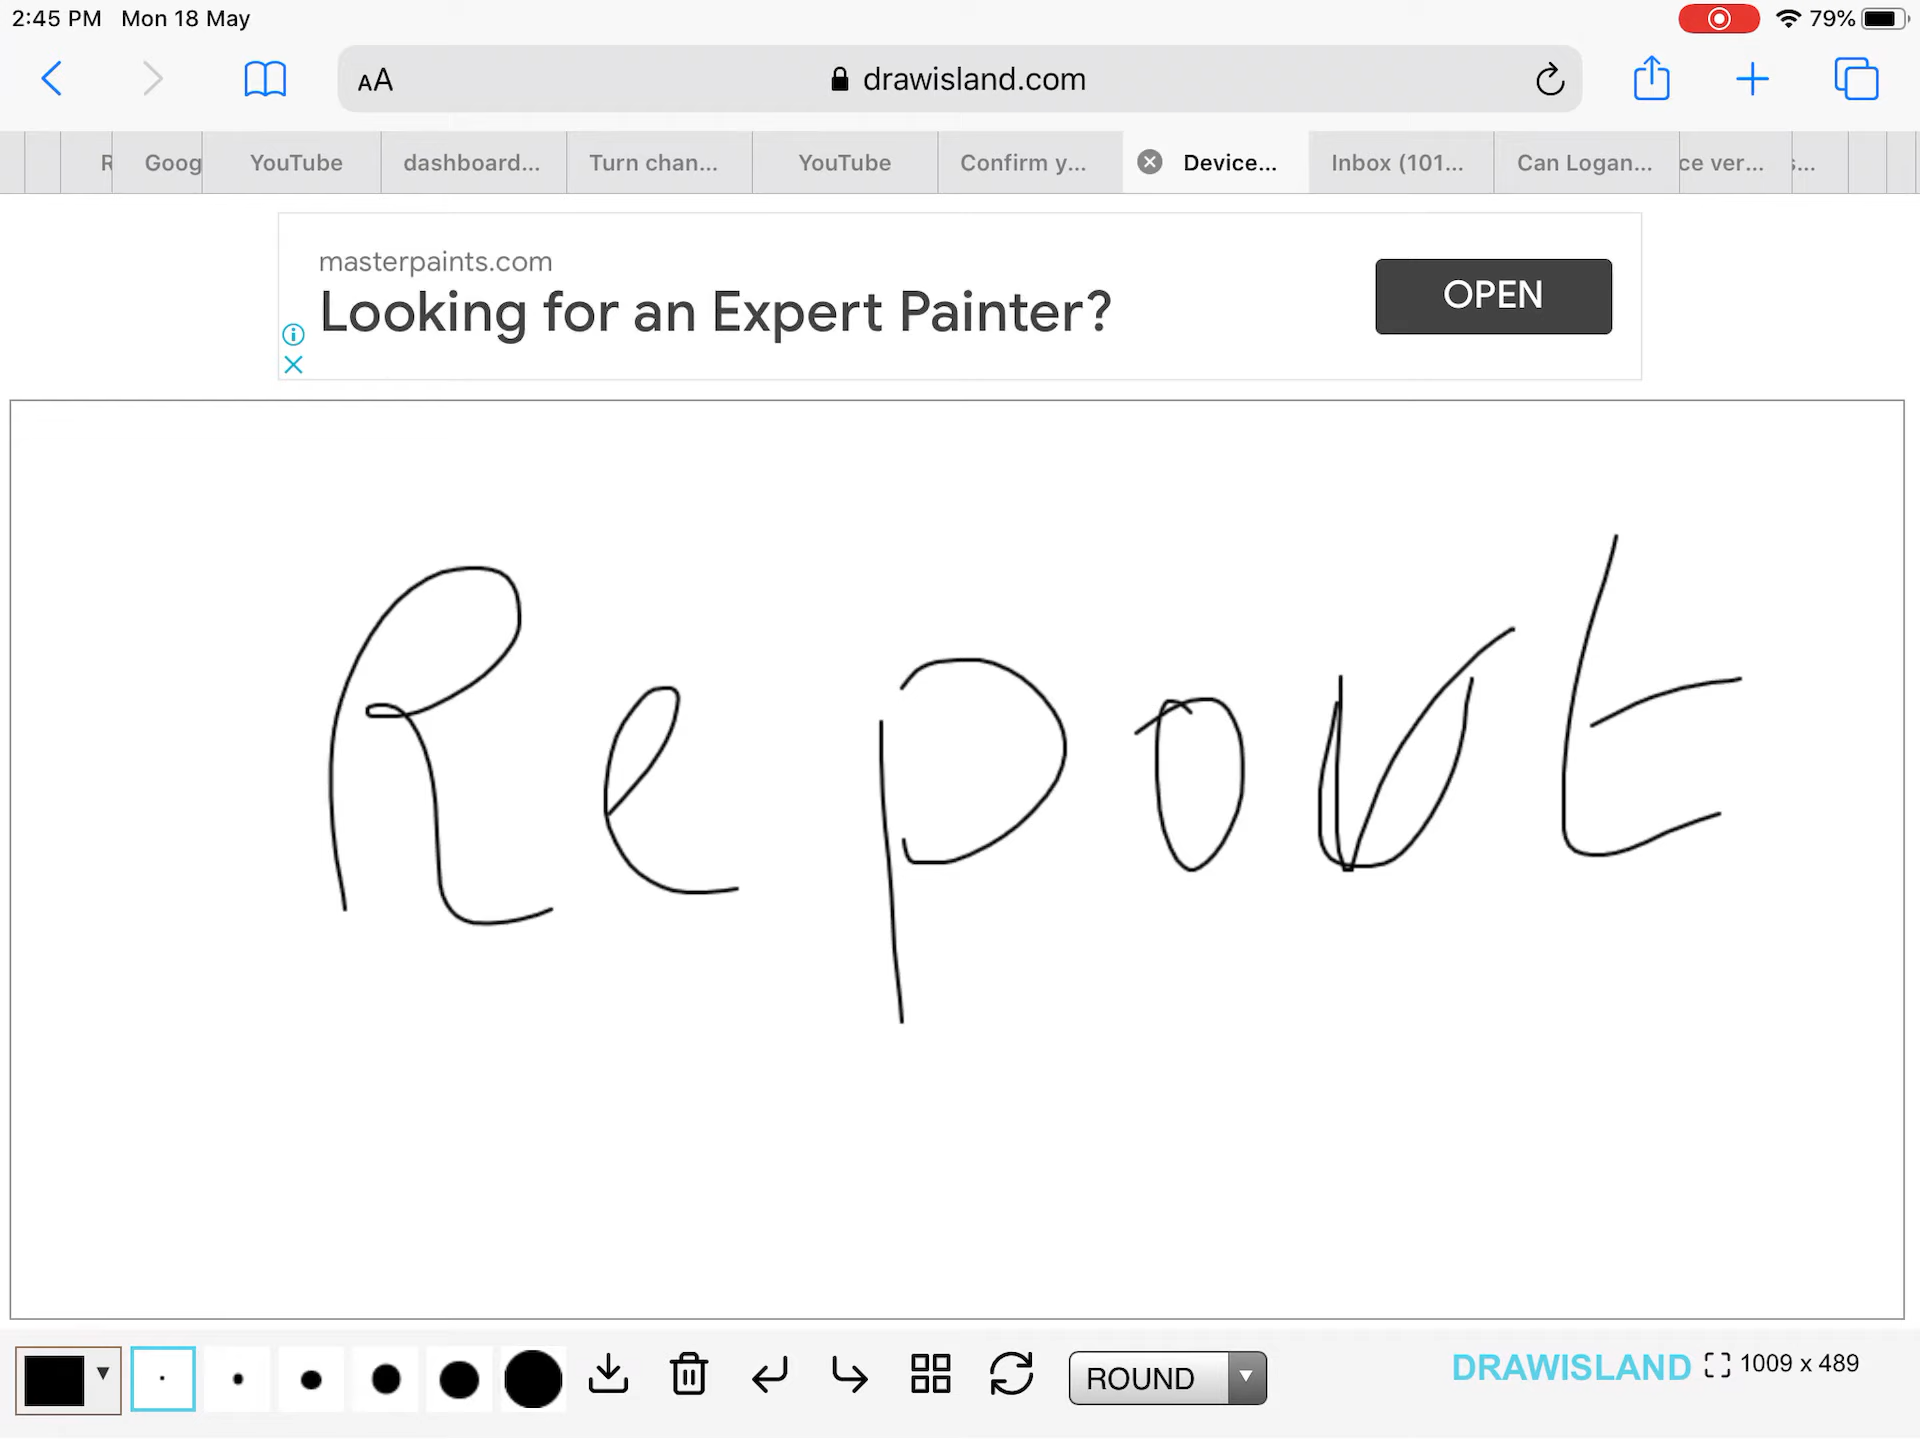 2:45 PM Mon 18 May 79%
AA drawisland.com
R Goog YouTube dashboard... Turn chan... YouTube Confirm y... Device... Inbox (101... Can Logan... ce ver... s...
masterpaints.com
Looking for an Expert Painter?
OPEN
Report
ROUND DRAWISLAND 1009 x 489